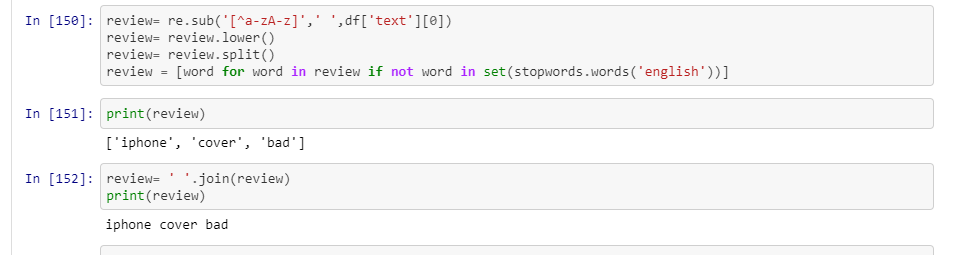 In [150]: review= re.sub('[^a-zA-z]',' ',df['text'][0])
review= review.lower()
review= review.split()
review = [word for word in review if not word in set(stopwords.words('english'))]
In [151]: print(review)
['iphone', 'cover', 'bad']
In [152]: review= ' '.join(review)
print(review)
iphone cover bad